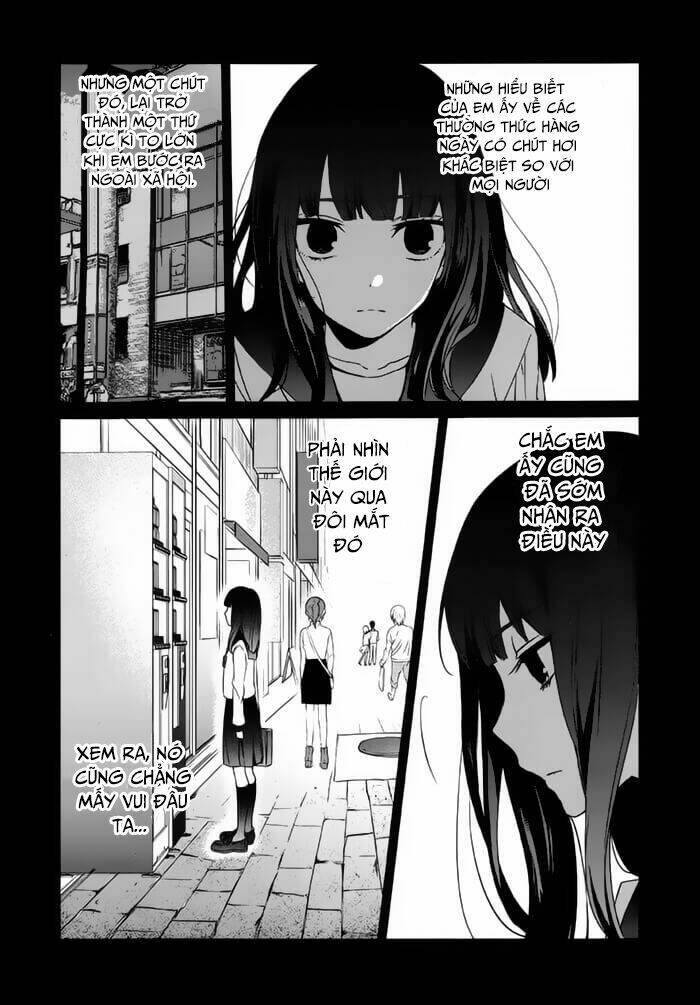 NHỮNG HIỂU BIẾT
CỦA EM ẤY VỀ CÁC
THƯỜNG THỨC HÀNG
NGÀY CÓ CHÚT HƠI
KHÁC BIỆT SO VỚI
MỌI NGƯỜI
NHƯNG MỘT CHÚT
ĐÓ, LẠI TRỞ
THÀNH MỘT THỨ
CỰC KÌ TO LỚN
KHI EM BƯỚC RA
NGOÀI XÃ HỘI.
CHẮC EM
ẤY CŨNG
ĐÃ SỚM
NHẬN RA
ĐIỀU NÀY
PHẢI NHÌN
THẾ GIỚI
NÀY QUA
ĐÔI MẮT
ĐÓ
XEM RA, NÓ
CŨNG CHẲNG
MẤY VUI ĐÂU
TA...